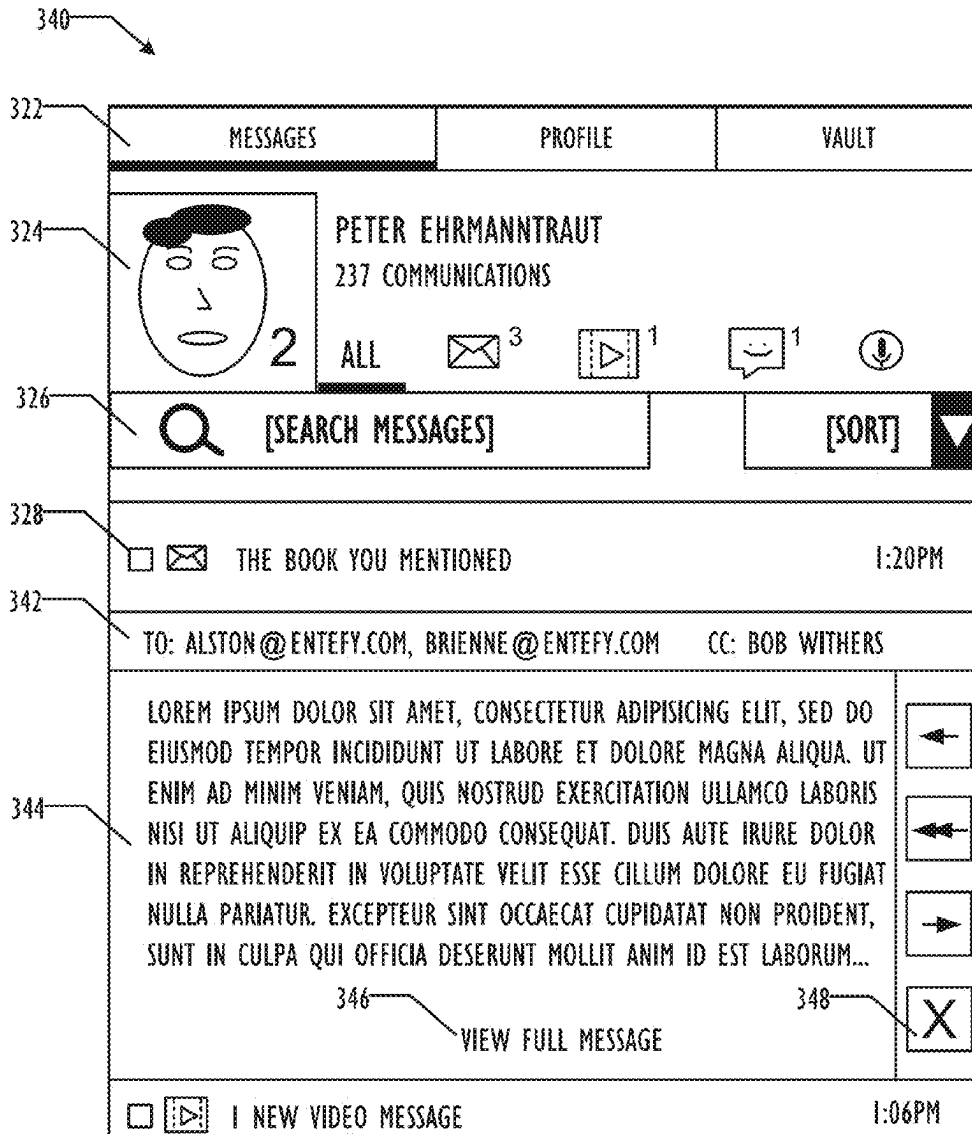 340
322
MESSAGES PROFILE VAULT
324
PETER EHRMANNTRAUT
237 COMMUNICATIONS
2 ALL 3 1 1
326
[SEARCH MESSAGES] [SORT]
328
THE BOOK YOU MENTIONED 1:20PM
342
TO: ALSTON@ENTEFY.COM, BRIENNE@ENTEFY.COM CC: BOB WITHERS
LOREM IPSUM DOLOR SIT AMET, CONSECTETUR ADIPISICING ELIT, SED DO
EIUSMOD TEMPOR INCIDIDUNT UT LABORE ET DOLORE MAGNA ALIQUA. UT
ENIM AD MINIM VENIAM, QUIS NOSTRUD EXERCITATION ULLAMCO LABORIS
344
NISI UT ALIQUIP EX EA COMMODO CONSEQUAT. DUIS AUTE IRURE DOLOR
IN REPREHENDERIT IN VOLUPTATE VELIT ESSE CILLUM DOLORE EU FUGIAT
NULLA PARIATUR. EXCEPTEUR SINT OCCAECAT CUPIDATAT NON PROIDENT,
SUNT IN CULPA QUI OFFICIA DESERUNT MOLLIT ANIM ID EST LABORUM...
346 348
VIEW FULL MESSAGE X
1 NEW VIDEO MESSAGE 1:06PM